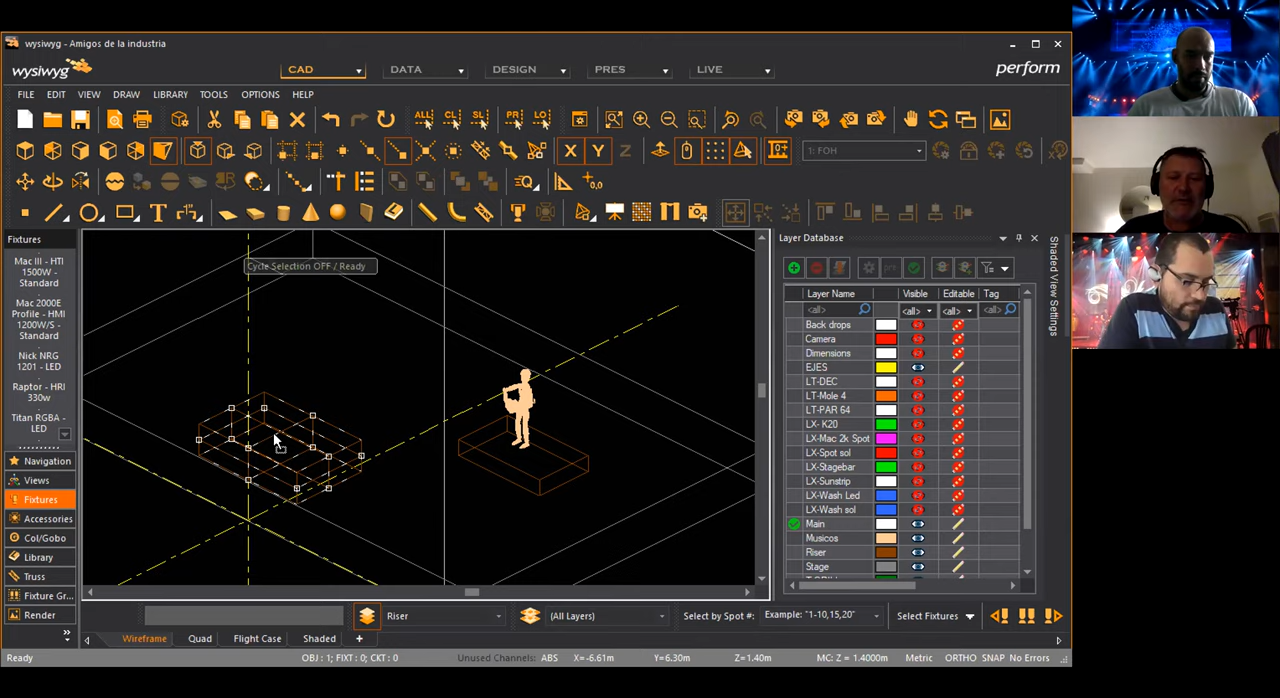 wysiwyg - Amigos de la industria
wysiwyg
CAD
DATA
DESIGN
PRES
LIVE
perform
FILE EDIT VIEW DRAW LIBRARY TOOLS OPTIONS WINDOW HELP
ALL CL SL PR LO
X Y Z
1: FOH
Fixtures
Mac III - HTI
1500W -
Standard
Mac 2000E
Profile - HMI
1200W/S -
Standard
Nick NRG
1201 - LED
Raptor - HRI
330w
Titan RGBA -
LED
Navigation
Views
Fixtures
Accessories
Col/Gobo
Library
Truss
Fixture Gr...
Render
Cycle Selection OFF / Ready
Layer Database
Layer Name Visible Editable Tag
<all> <all> <all> <all>
Back drops
Camera
Dimensions
EJES
LT-DEC
LT-Mole 4
LT-PAR 64
LX- K20
LX-Mac 2k Spot
LX-Spot sol
LX-Stagebar
LX-Sunstrip
LX-Wash Led
LX-Wash sol
Main
Musicos
Riser
Stage
Shaded View Settings
Riser
(All Layers)
Select by Spot #:
Example: "1-10,15,20"
Select Fixtures
Wireframe Quad Flight Case Shaded +
Ready
OBJ : 1; FIXT : 0; CKT : 0
Unused Channels: ABS
X=-6.61m
Y=6.30m
Z=1.40m
MC: Z = 1.4000m
Metric
ORTHO
SNAP
No Errors